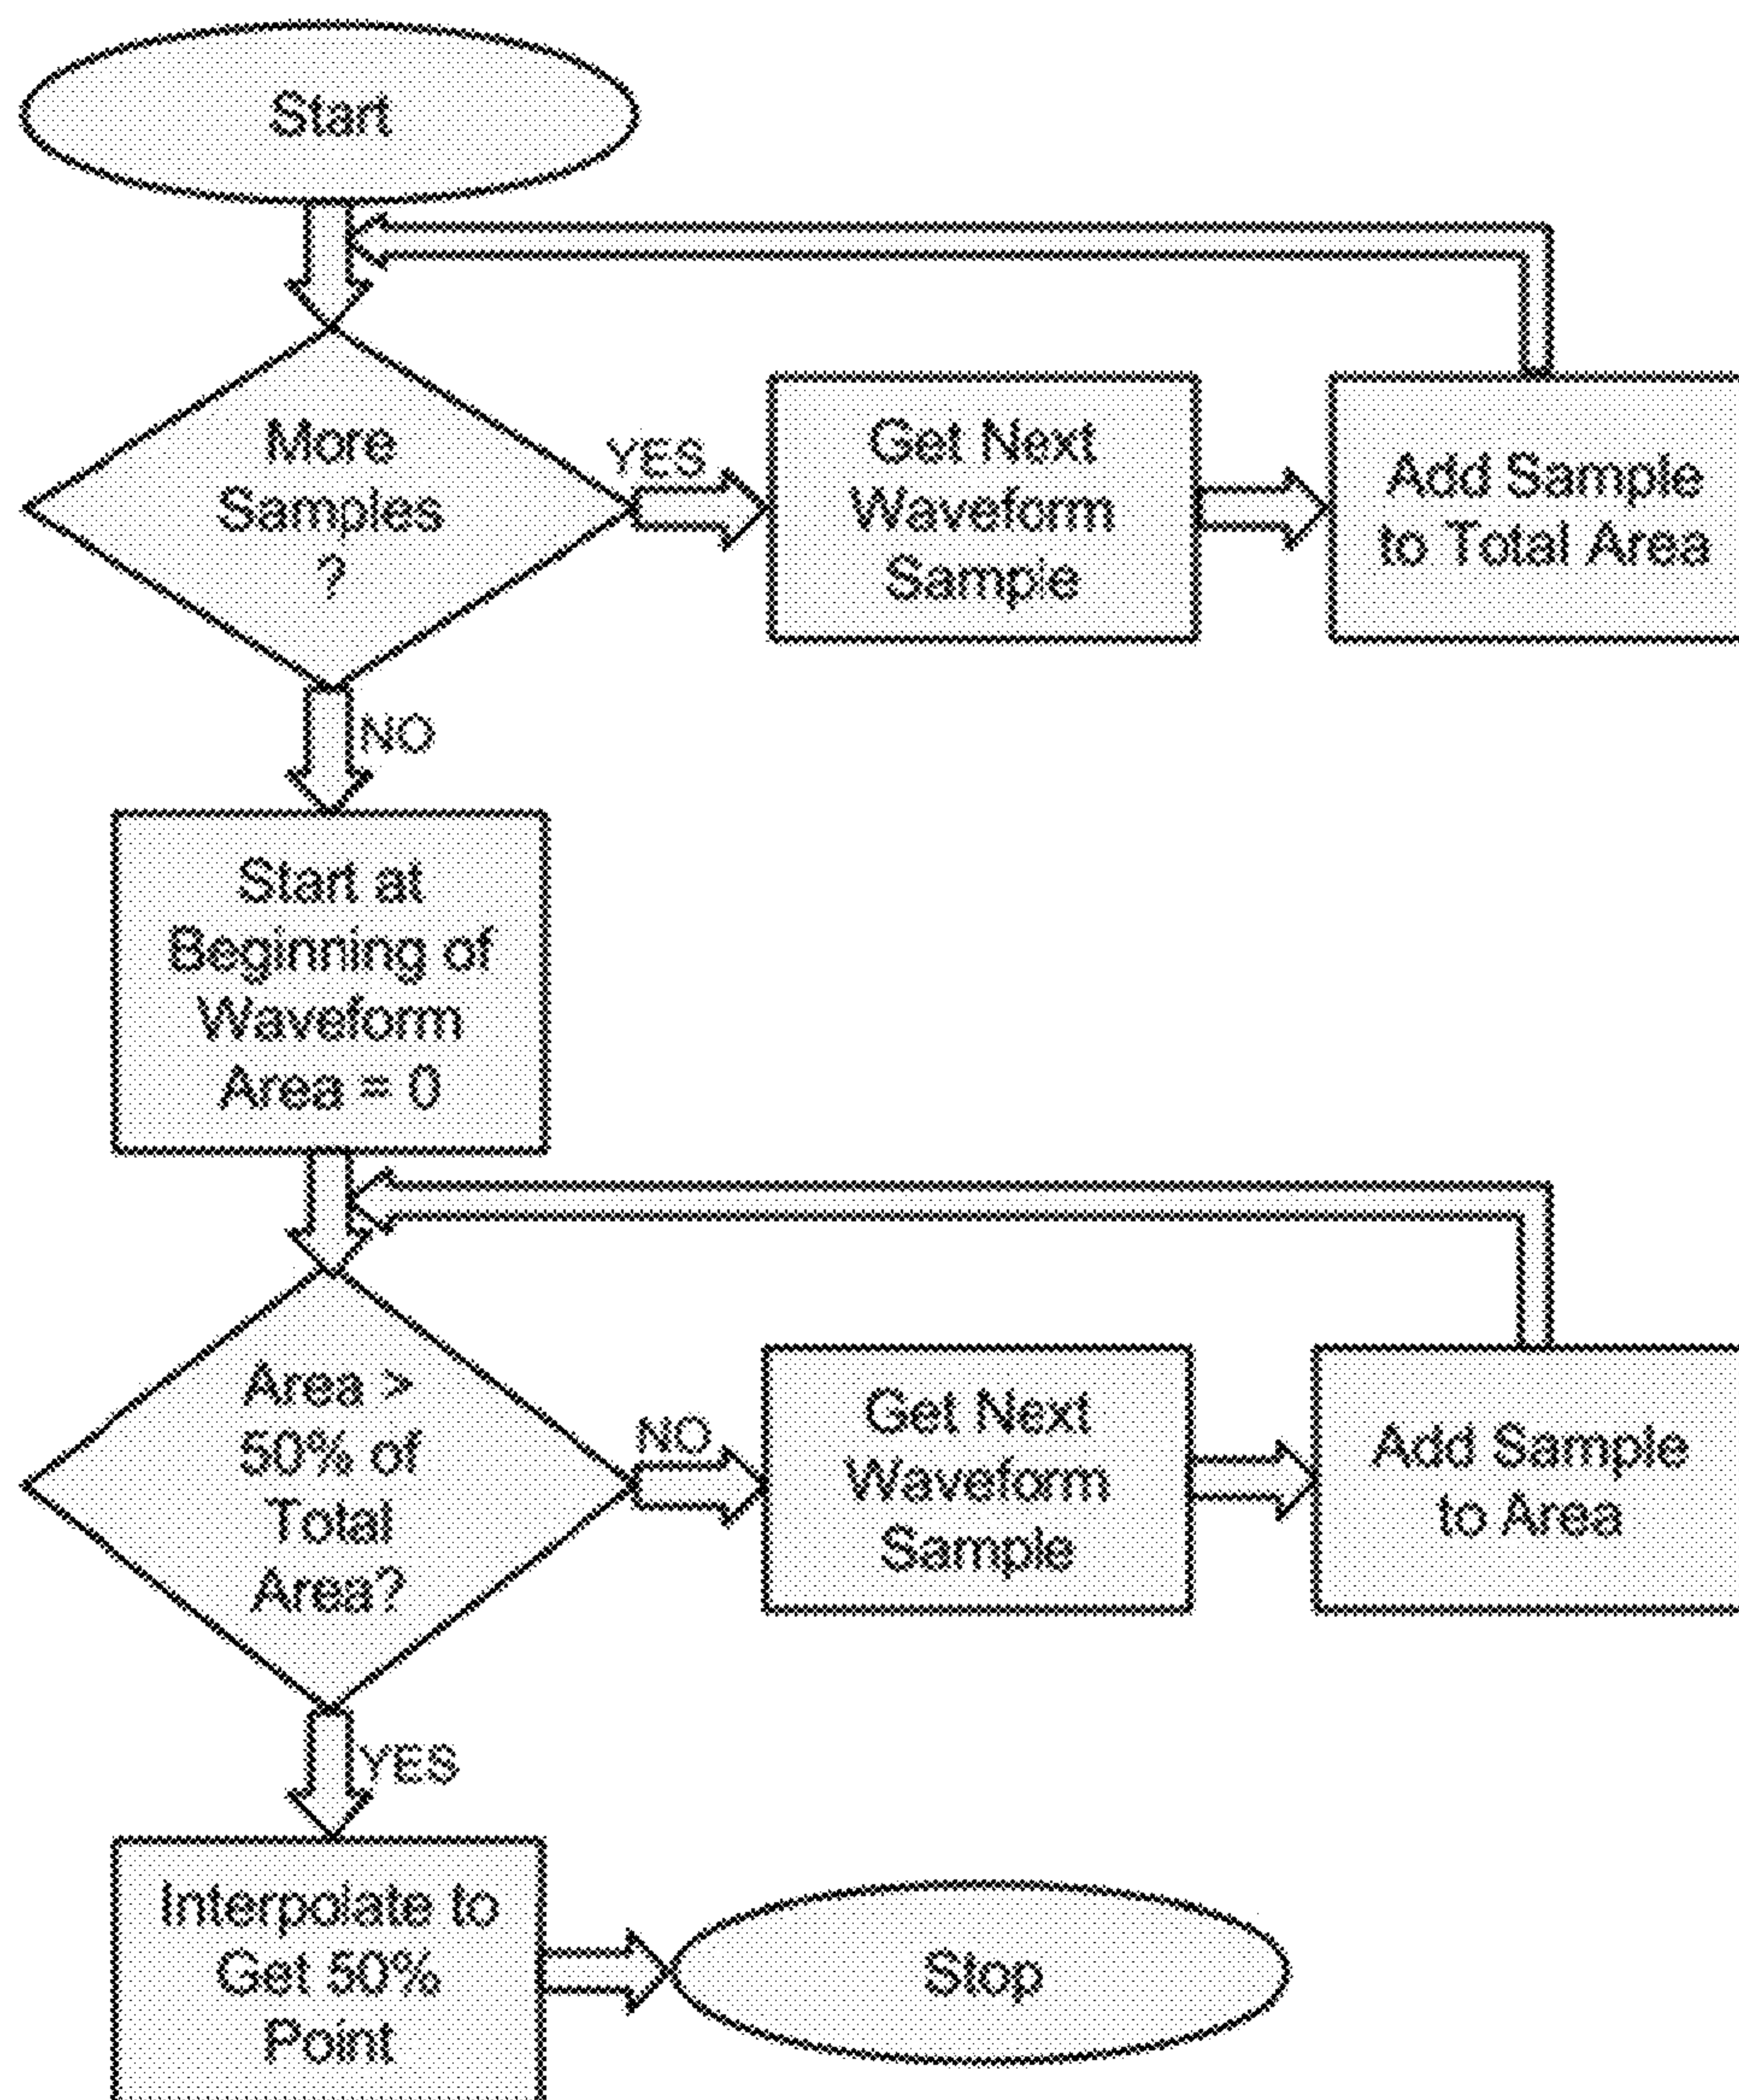 Start
More
Samples
?
YES
Get Next
Waveform
Sample
Add Sample
to Total Area
NO
Start at
Beginning of
Waveform
Area = 0
Area >
50% of
Total
Area?
NO
Get Next
Waveform
Sample
Add Sample
to Area
YES
Interpolate to
Get 50%
Point
Stop